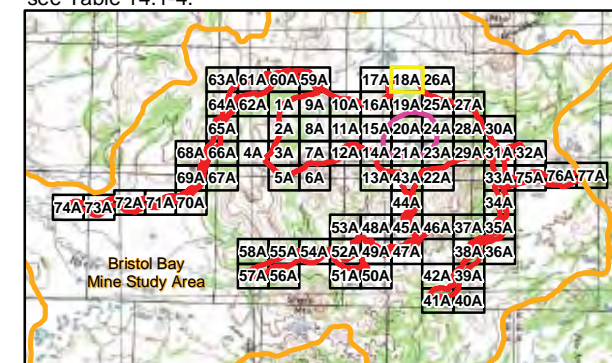 see Table 14.1-4.
63A 61A 60A 59A 17A 18A 26A
64A 62A 1A 9A 10A 16A 19A 25A 27A
65A 2A 8A 11A 15A 20A 24A 28A 30A
68A 66A 4A 3A 7A 12A 14A 21A 23A 29A 31A 32A
69A 67A 5A 6A 13A 43A 22A 33A 75A 76A 77A
74A 73A 72A 71A 70A 44A 34A
53A 48A 45A 46A 37A 35A
58A 55A 54A 52A 49A 47A 38A 36A
57A 56A 51A 50A 42A 39A
41A 40A
Bristol Bay
Mine Study Area